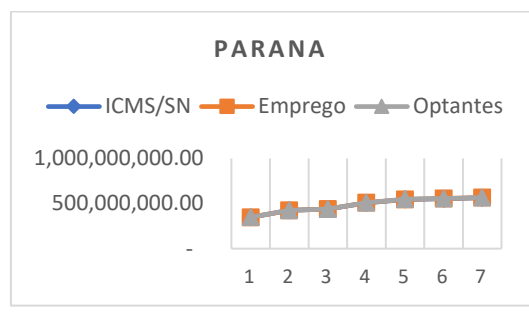 PARANA
ICMS/SN Emprego Optantes
1,000,000,000.00
500,000,000.00
-
1 2 3 4 5 6 7